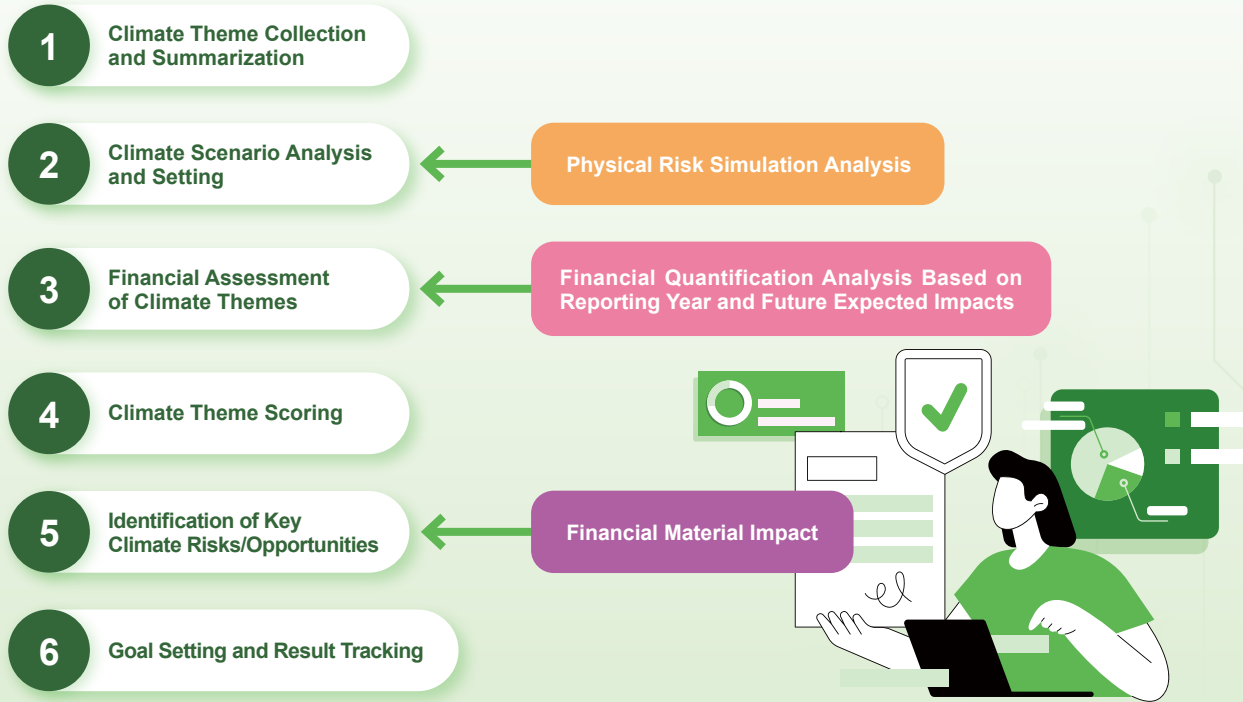 1
Climate Theme Collection
and Summarization
2
Climate Scenario Analysis
and Setting
Physical Risk Simulation Analysis
3
Financial Assessment
of Climate Themes
Financial Quantification Analysis Based on
Reporting Year and Future Expected Impacts
4
Climate Theme Scoring
5
Identification of Key
Climate Risks/Opportunities
Financial Material Impact
6
Goal Setting and Result Tracking